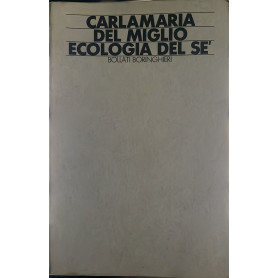 CARLAMARIA
DEL MIGLIO
ECOLOGIA DEL SE'
BOLLATI BORINGHIERI